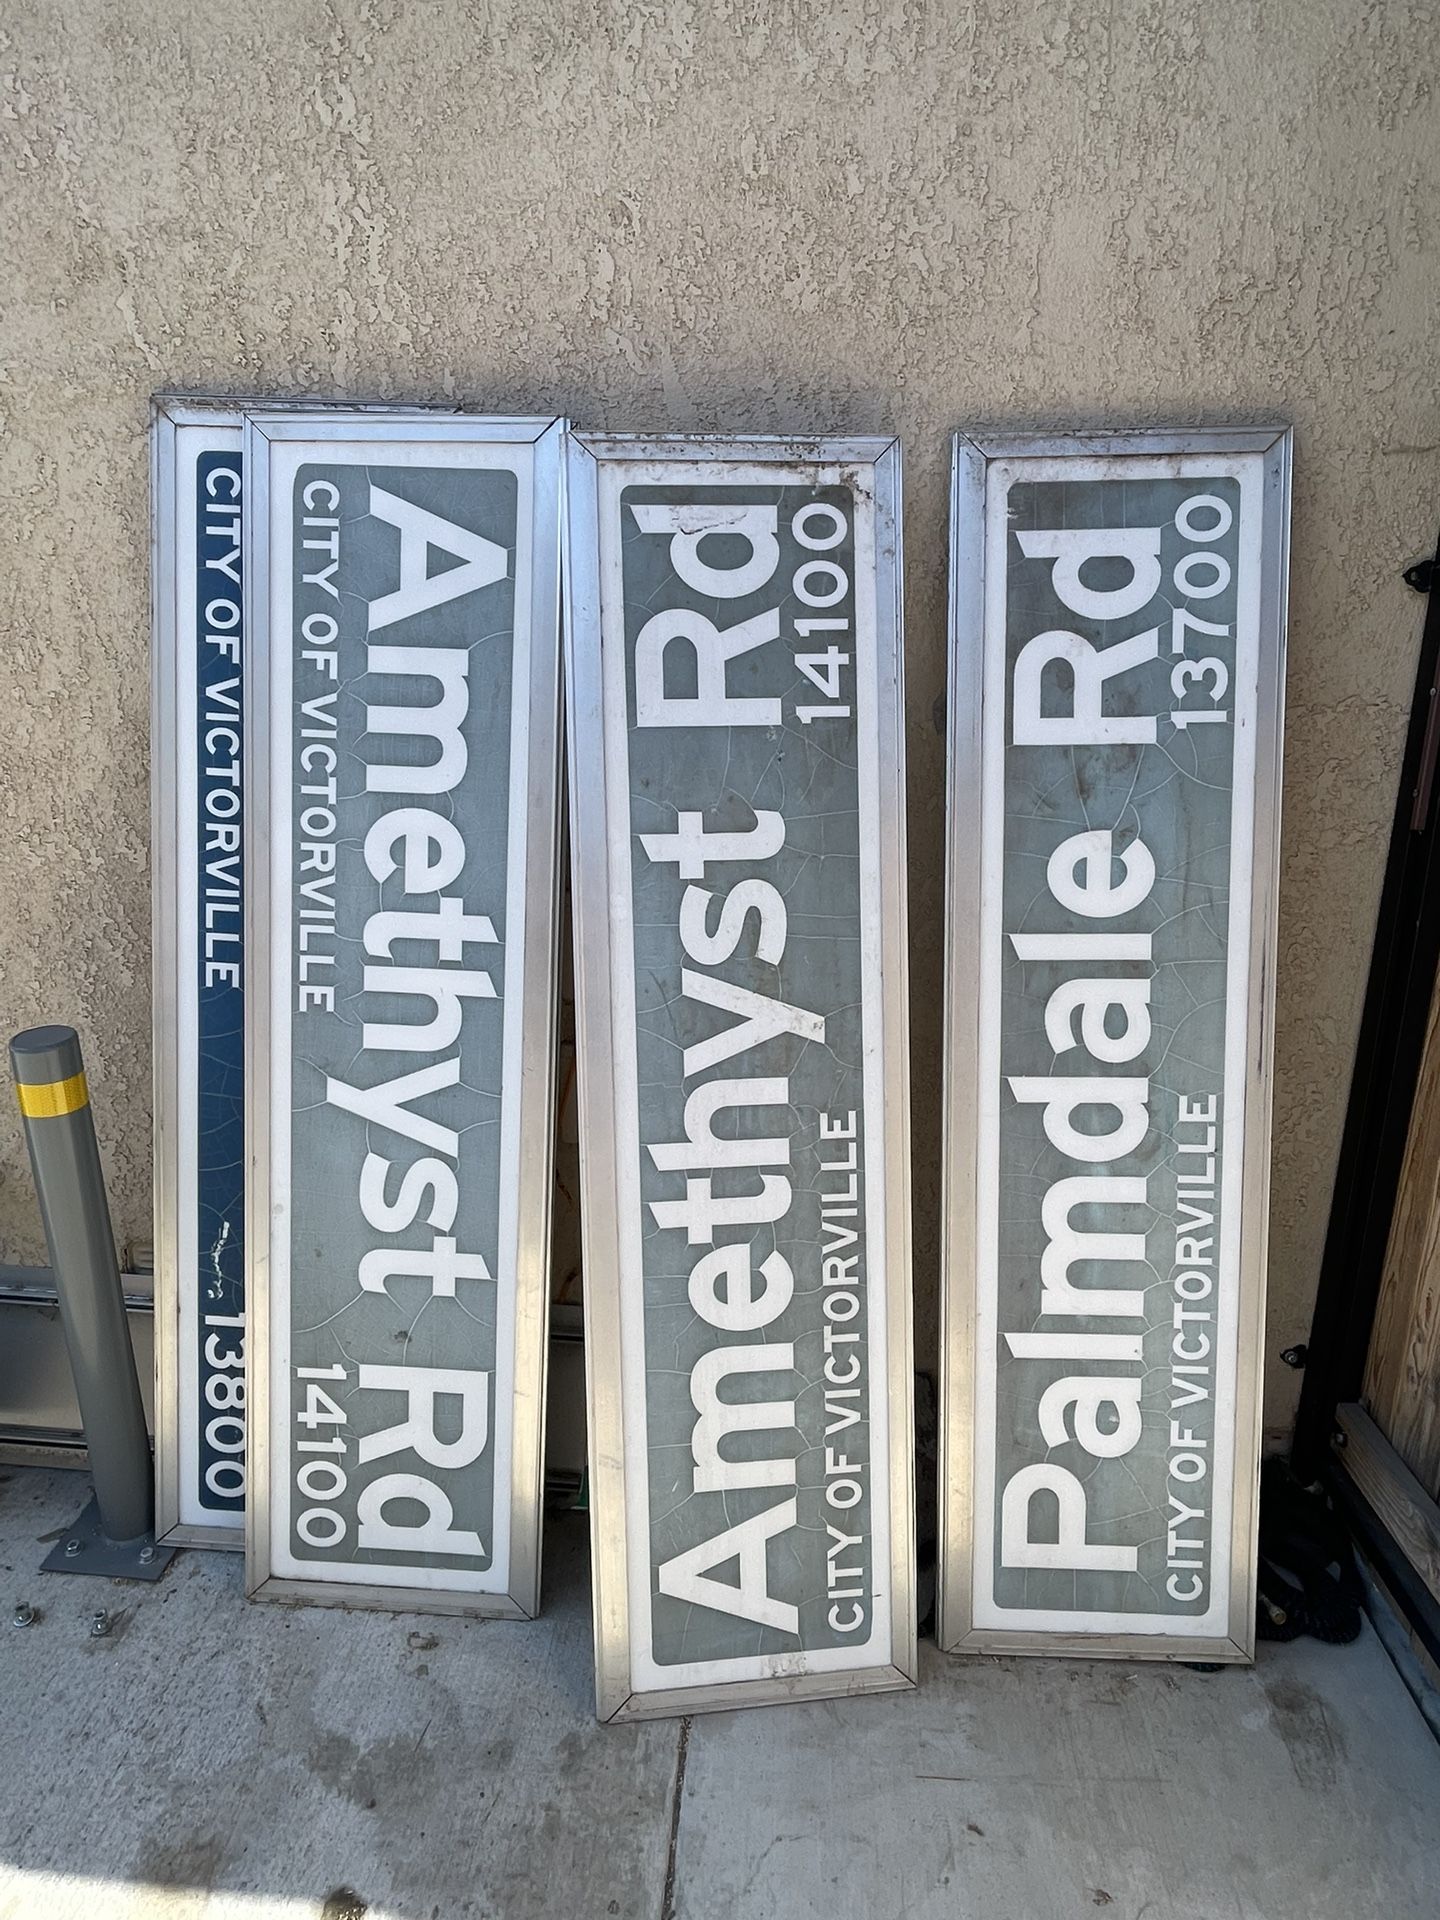 CITY OF VICTORVILLE
13800
Amethyst Rd
CITY OF VICTORVILLE
14100
Amethyst Rd
CITY OF VICTORVILLE
14100
Palmdale Rd
CITY OF VICTORVILLE
13700